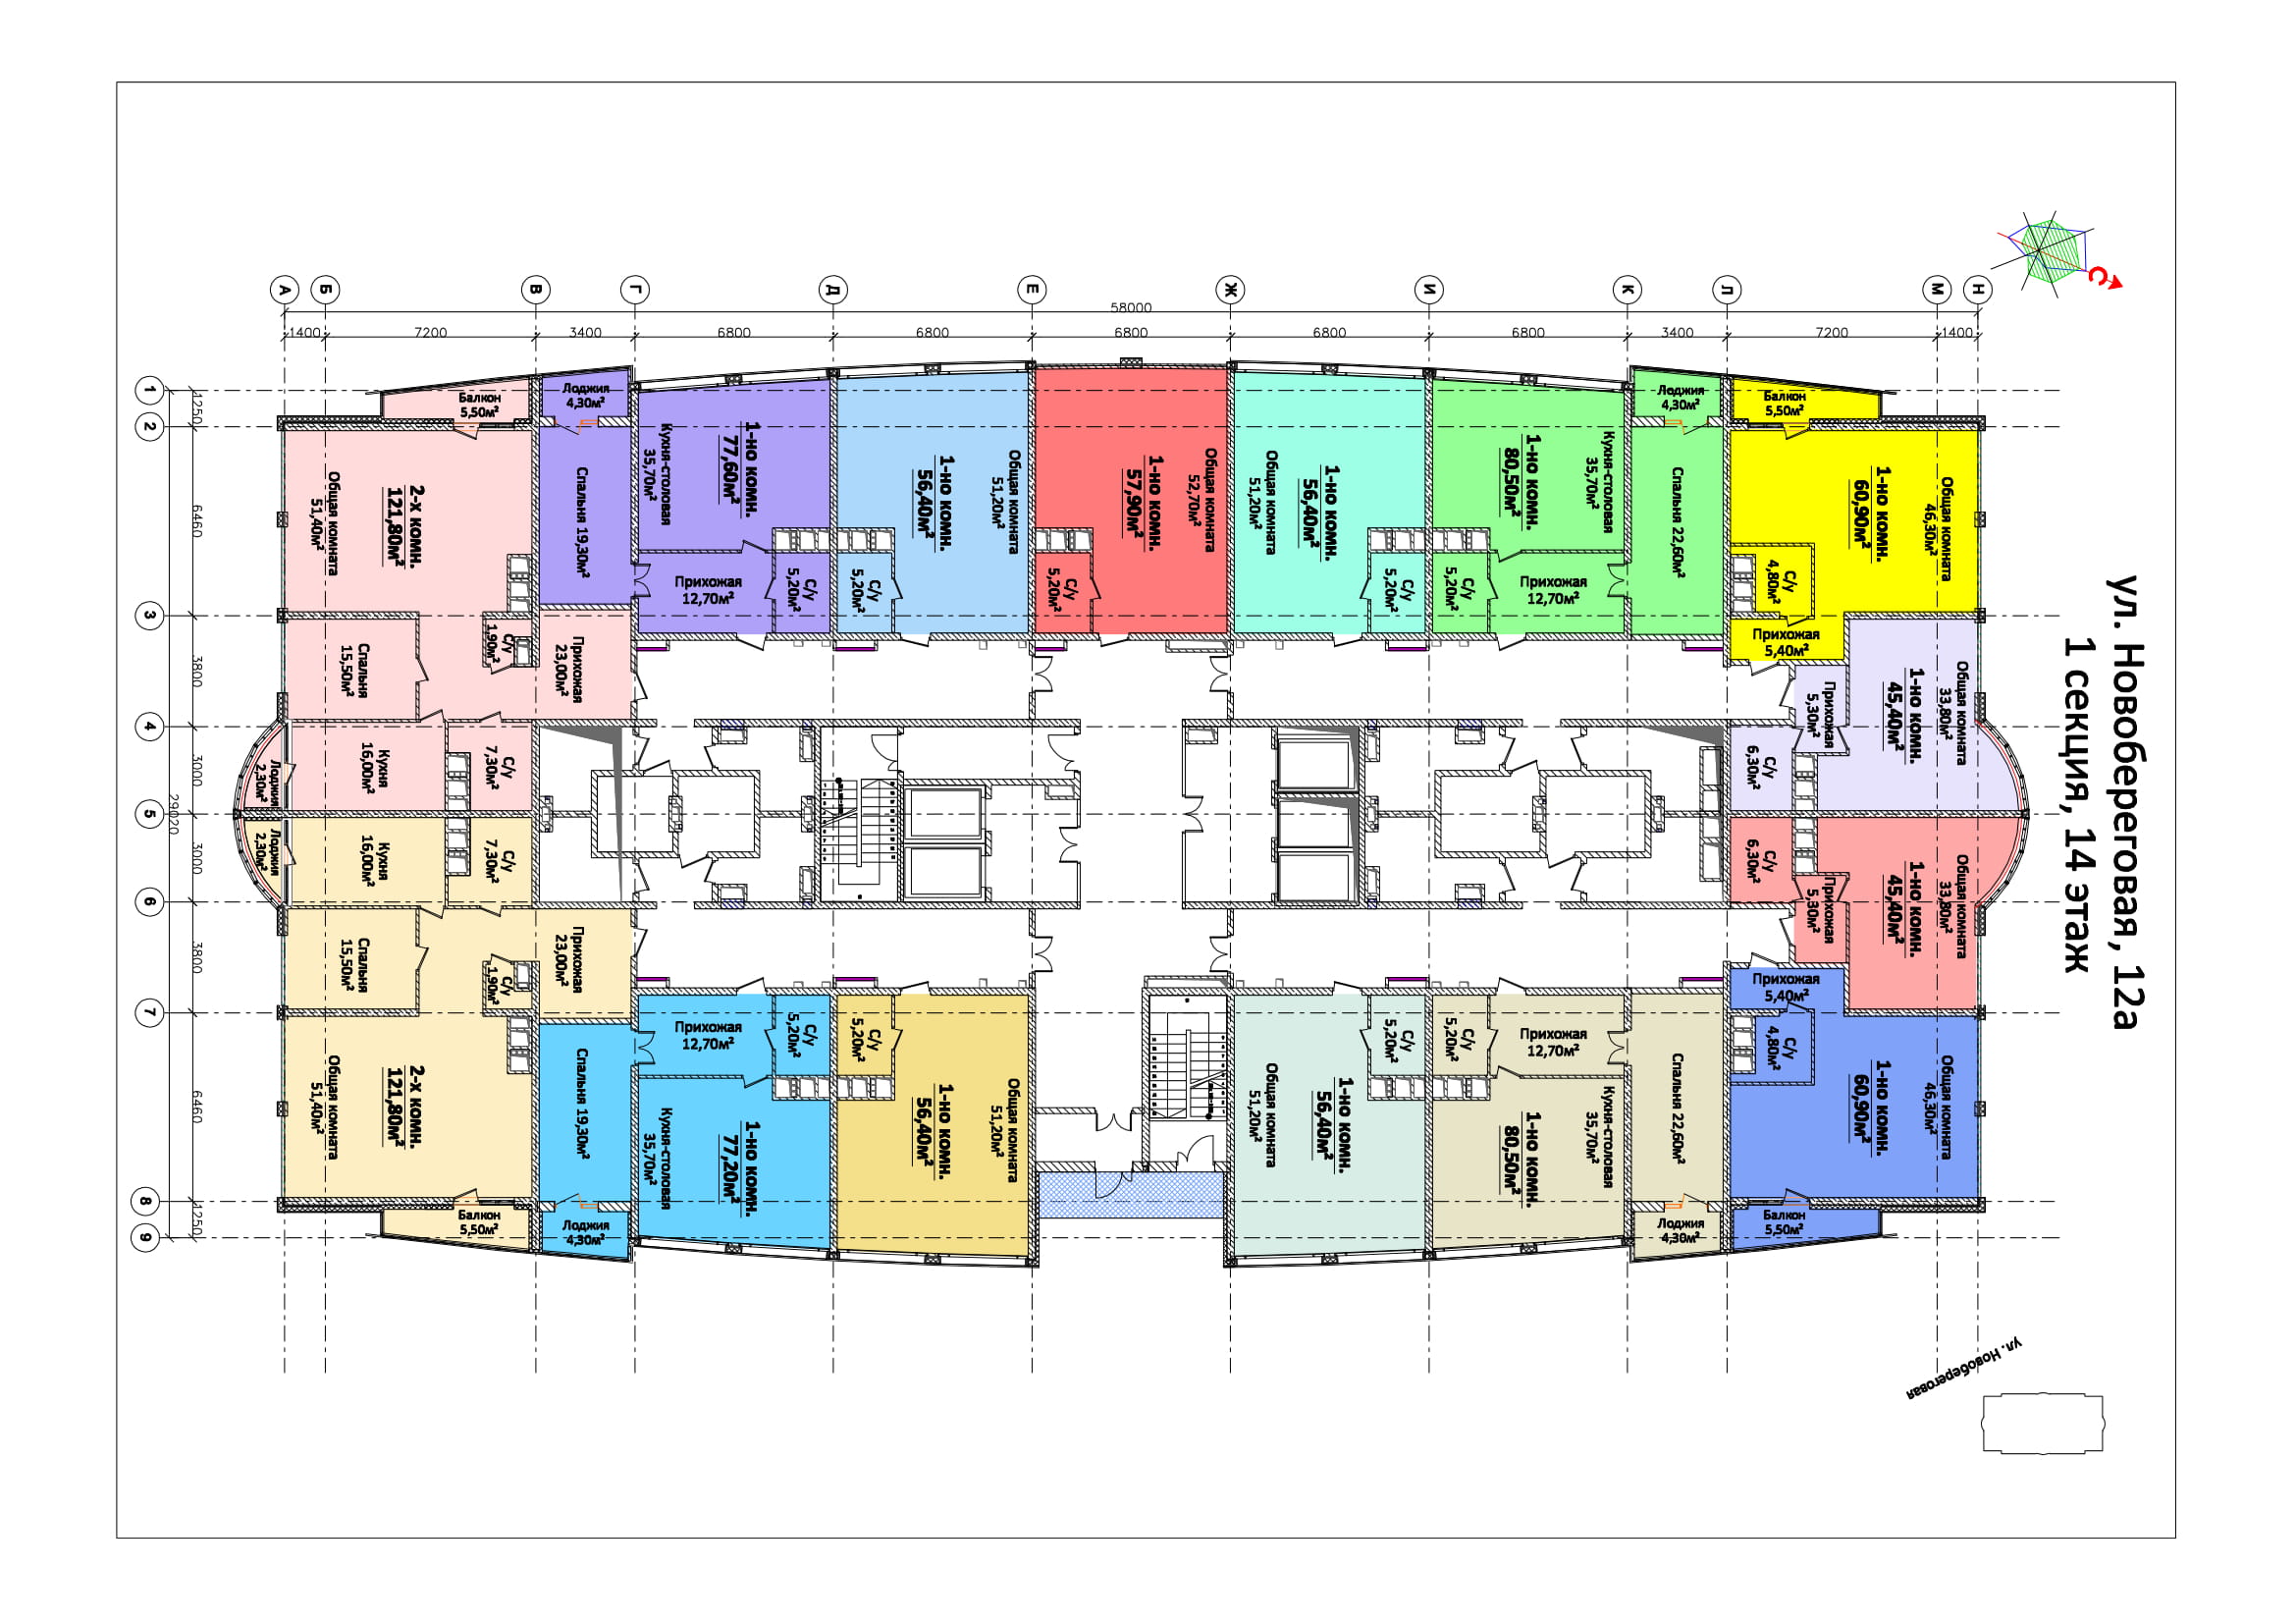 ул. Новобереговая, 12а
1 секция, 14 этаж
С
А
Б
В
Г
Д
Е
Ж
И
К
Л
М
Н
58000
1400
7200
3400
6800
6800
6800
6800
6800
3400
7200
1400
1
2
3
4
5
6
7
8
9
1250
6460
3800
3000
3000
3800
6460
1250
29020
Балкон
5,50м²
2-х комн.
121,80м²
Общая комната
51,40м²
Спальня
15,50м²
С/у
1,90м²
Прихожая
23,00м²
Кухня
16,00м²
С/у
7,30м²
Лоджия
2,30м²
Лоджия
4,30м²
Спальня 19,30м²
1-но комн.
77,60м²
Кухня-столовая
35,70м²
Прихожая
12,70м²
С/у
5,20м²
1-но комн.
56,40м²
Общая комната
51,20м²
С/у
5,20м²
1-но комн.
57,90м²
Общая комната
52,70м²
С/у
5,20м²
1-но комн.
56,40м²
Общая комната
51,20м²
С/у
5,20м²
1-но комн.
80,50м²
Кухня-столовая
35,70м²
С/у
5,20м²
Прихожая
12,70м²
Лоджия
4,30м²
Спальня 22,60м²
Балкон
5,50м²
1-но комн.
60,90м²
Общая комната
46,30м²
С/у
4,80м²
Прихожая
5,40м²
1-но комн.
45,40м²
Общая комната
33,80м²
Прихожая
5,30м²
С/у
6,30м²
С/у
6,30м²
Прихожая
5,30м²
1-но комн.
45,40м²
Общая комната
33,80м²
Лоджия
2,30м²
Кухня
16,00м²
С/у
7,30м²
Спальня
15,50м²
С/у
1,90м²
Прихожая
23,00м²
2-х комн.
121,80м²
Общая комната
51,40м²
Балкон
5,50м²
Спальня 19,30м²
Лоджия
4,30м²
Прихожая
12,70м²
С/у
5,20м²
1-но комн.
77,20м²
Кухня-столовая
35,70м²
С/у
5,20м²
1-но комн.
56,40м²
Общая комната
51,20м²
С/у
5,20м²
1-но комн.
56,40м²
Общая комната
51,20м²
С/у
5,20м²
Прихожая
12,70м²
1-но комн.
80,50м²
Кухня-столовая
35,70м²
Спальня 22,60м²
Лоджия
4,30м²
Прихожая
5,40м²
С/у
4,80м²
1-но комн.
60,90м²
Общая комната
46,30м²
Балкон
5,50м²
ул. Новобереговая